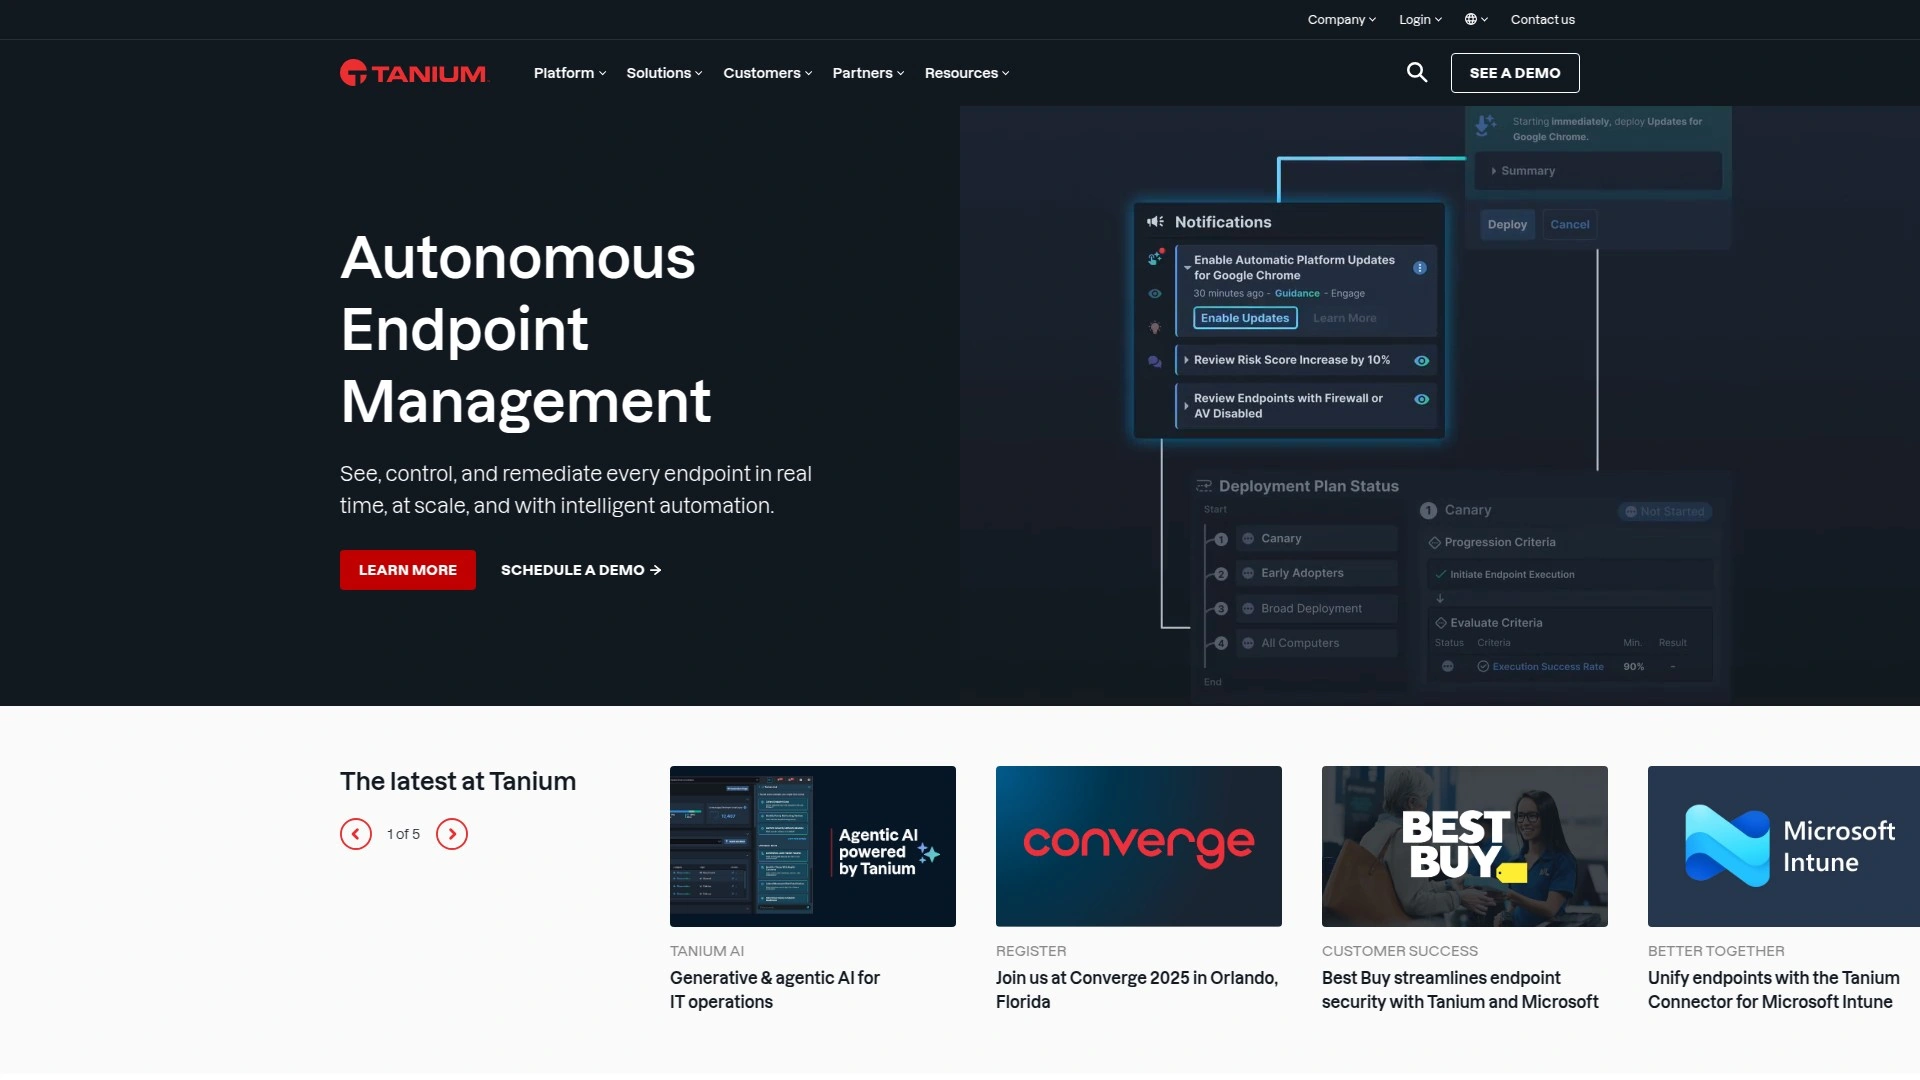 Company
Login
Contact us
TANIUM
Platform
Solutions
Customers
Partners
Resources
SEE A DEMO
Autonomous
Endpoint
Management
See, control, and remediate every endpoint in real
time, at scale, and with intelligent automation.
LEARN MORE
SCHEDULE A DEMO
Starting immediately, deploy Updates for
Google Chrome.
Summary
Deploy
Cancel
Notifications
Enable Automatic Platform Updates
for Google Chrome
30 minutes ago - Guidance - Engage
Enable Updates
Learn More
Review Risk Score Increase by 10%
Review Endpoints with Firewall or
AV Disabled
Deployment Plan Status
Start
1 Canary
2 Early Adopters
3 Broad Deployment
4 All Computers
End
1 Canary
Not Started
Progression Criteria
Initiate Endpoint Execution
Evaluate Criteria
Status Criteria Min. Result
Execution Success Rate 90% -
The latest at Tanium
1 of 5
Agentic AI
powered
by Tanium
TANIUM AI
Generative & agentic AI for
IT operations
converge
REGISTER
Join us at Converge 2025 in Orlando,
Florida
BEST
BUY
CUSTOMER SUCCESS
Best Buy streamlines endpoint
security with Tanium and Microsoft
Microsoft
Intune
BETTER TOGETHER
Unify endpoints with the Tanium
Connector for Microsoft Intune